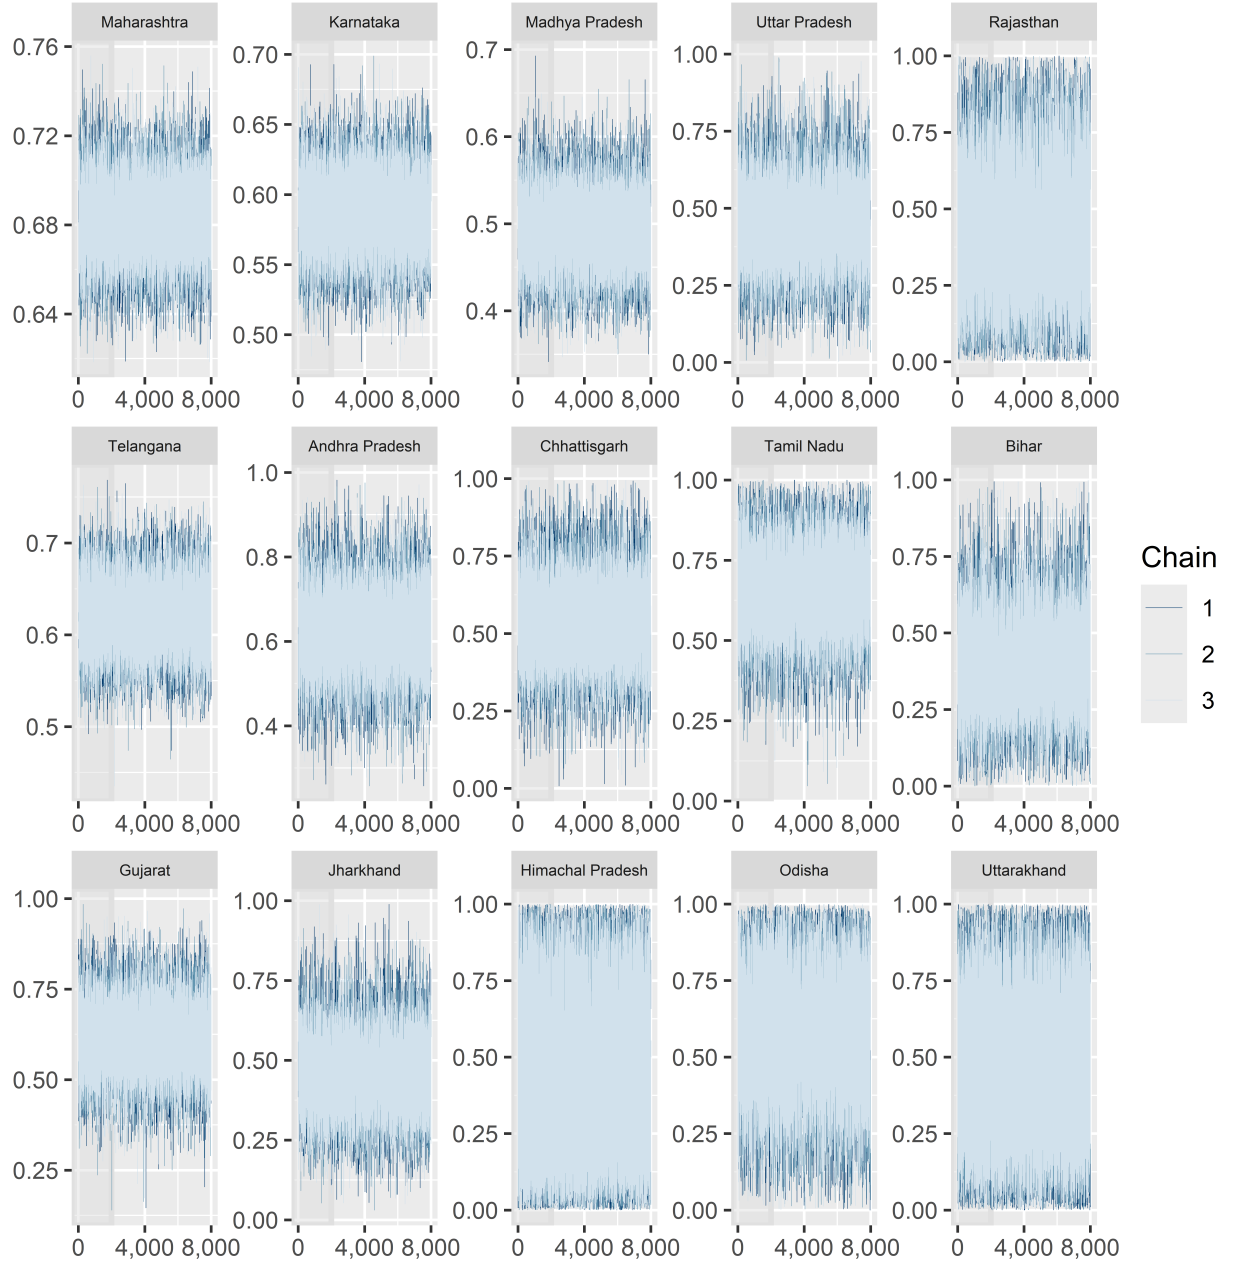 Maharashtra Karnataka Madhya Pradesh Uttar Pradesh Rajasthan
0.76 0.70 0.7 1.00 1.00
0.72 0.65 0.6 0.75 0.75
0.68 0.60 0.5 0.50 0.50
0.64 0.55 0.4 0.25 0.25
0.50 0.00 0.00
0 4,000 8,000 0 4,000 8,000 0 4,000 8,000 0 4,000 8,000 0 4,000 8,000
Telangana Andhra Pradesh Chhattisgarh Tamil Nadu Bihar
0.7 1.0 1.00 1.00 1.00
0.6 0.8 0.75 0.75 0.75
0.5 0.6 0.50 0.50 0.50
0.4 0.25 0.25 0.25
0.00 0.00 0.00
0 4,000 8,000 0 4,000 8,000 0 4,000 8,000 0 4,000 8,000 0 4,000 8,000
Gujarat Jharkhand Himachal Pradesh Odisha Uttarakhand
1.00 1.00 1.00 1.00 1.00
0.75 0.75 0.75 0.75 0.75
0.50 0.50 0.50 0.50 0.50
0.25 0.25 0.25 0.25 0.25
0.00 0.00 0.00 0.00
0 4,000 8,000 0 4,000 8,000 0 4,000 8,000 0 4,000 8,000 0 4,000 8,000
Chain
1
2
3